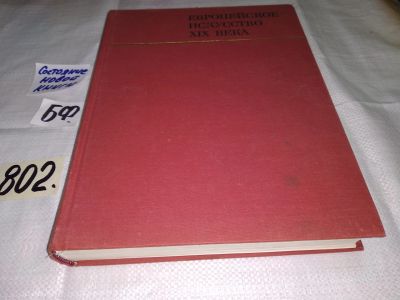 ЕВРОПЕЙСКОЕ
ИСКУССТВО
XIX ВЕКА
Состояние
новой
книги
БФ.
802.